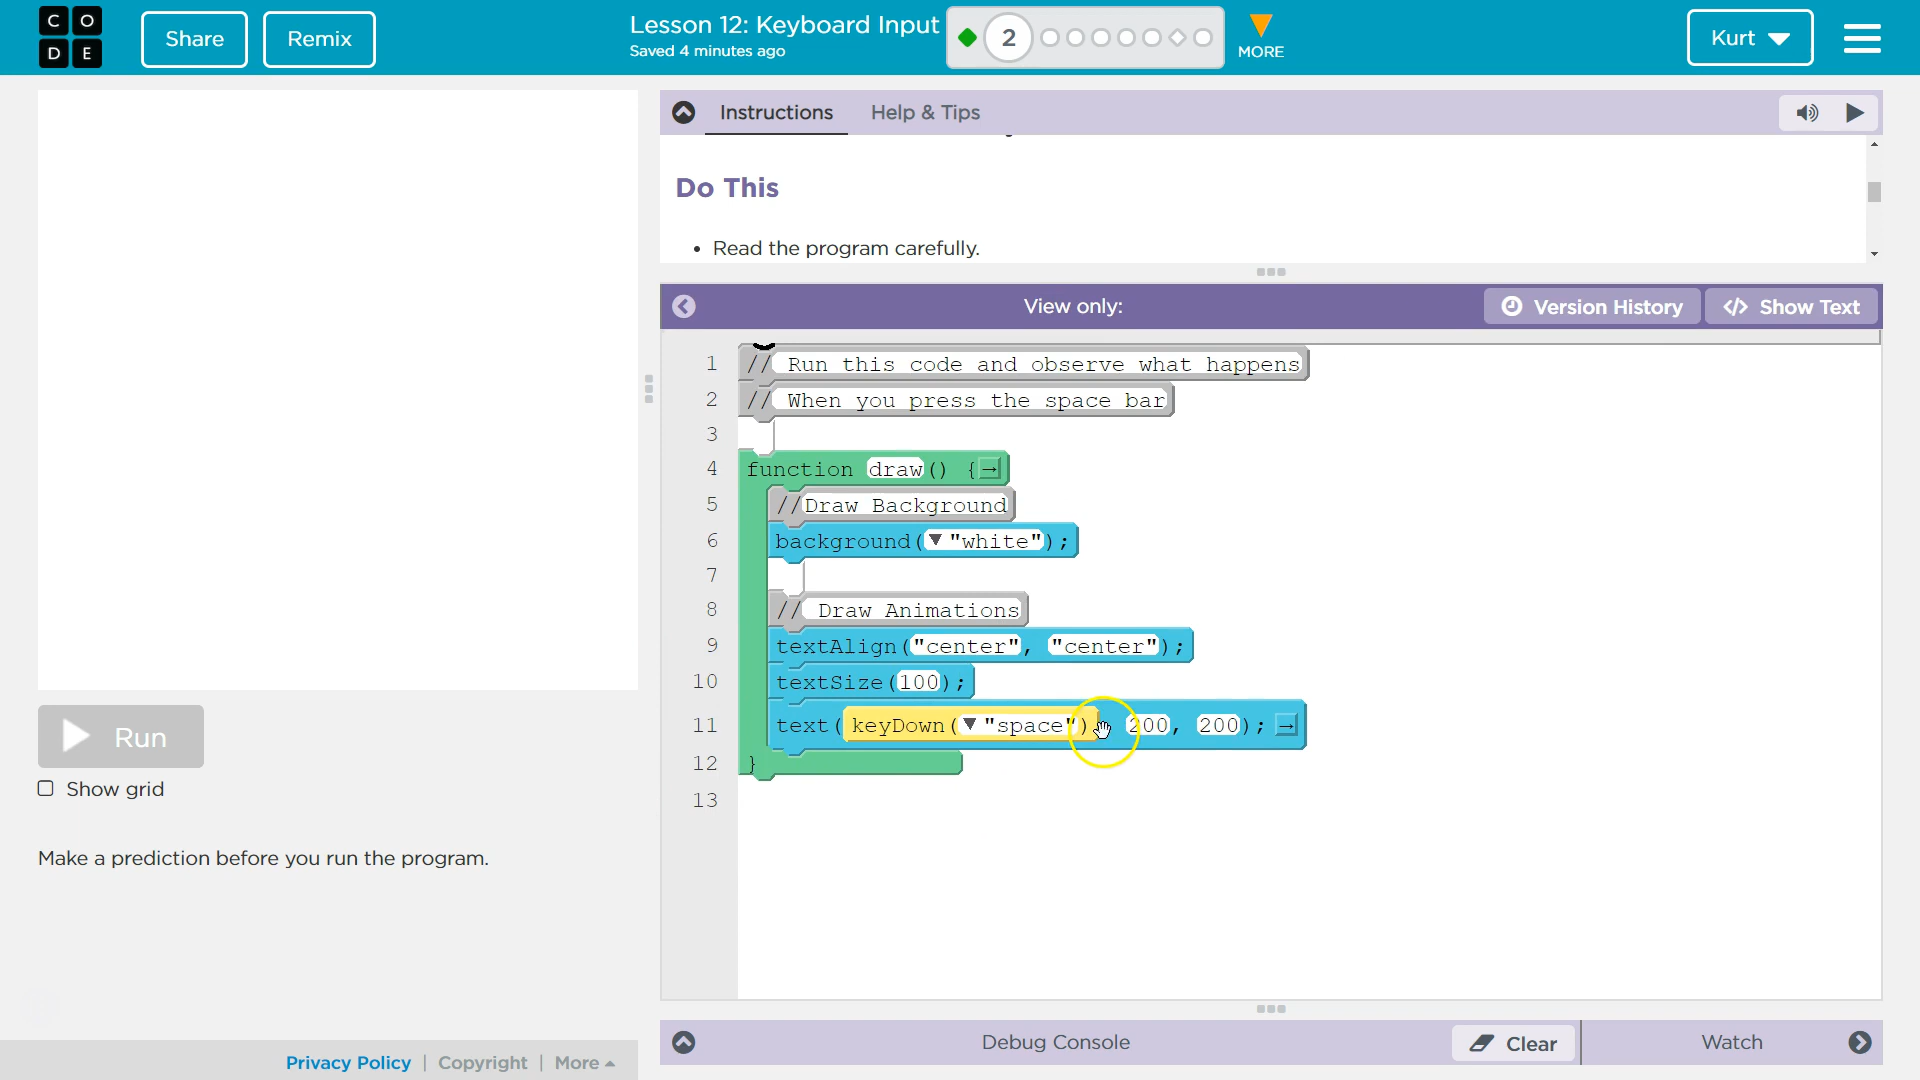 CO
DE
Share
Remix
Lesson 12: Keyboard Input
Saved 4 minutes ago
2
MORE
Kurt
Instructions
Help & Tips
Do This
• Read the program carefully.
View only:
Version History
</> Show Text
1 // Run this code and observe what happens
2 // When you press the space bar
3
4 function draw() {→
5 //Draw Background
6 background(▼ "white");
7
8 // Draw Animations
9 textAlign("center", "center");
10 textSize(100);
11 text(keyDown(▼ "space"), 200, 200); →
12 }
13
Run
Show grid
Make a prediction before you run the program.
Privacy Policy | Copyright | More
Debug Console
Clear
Watch